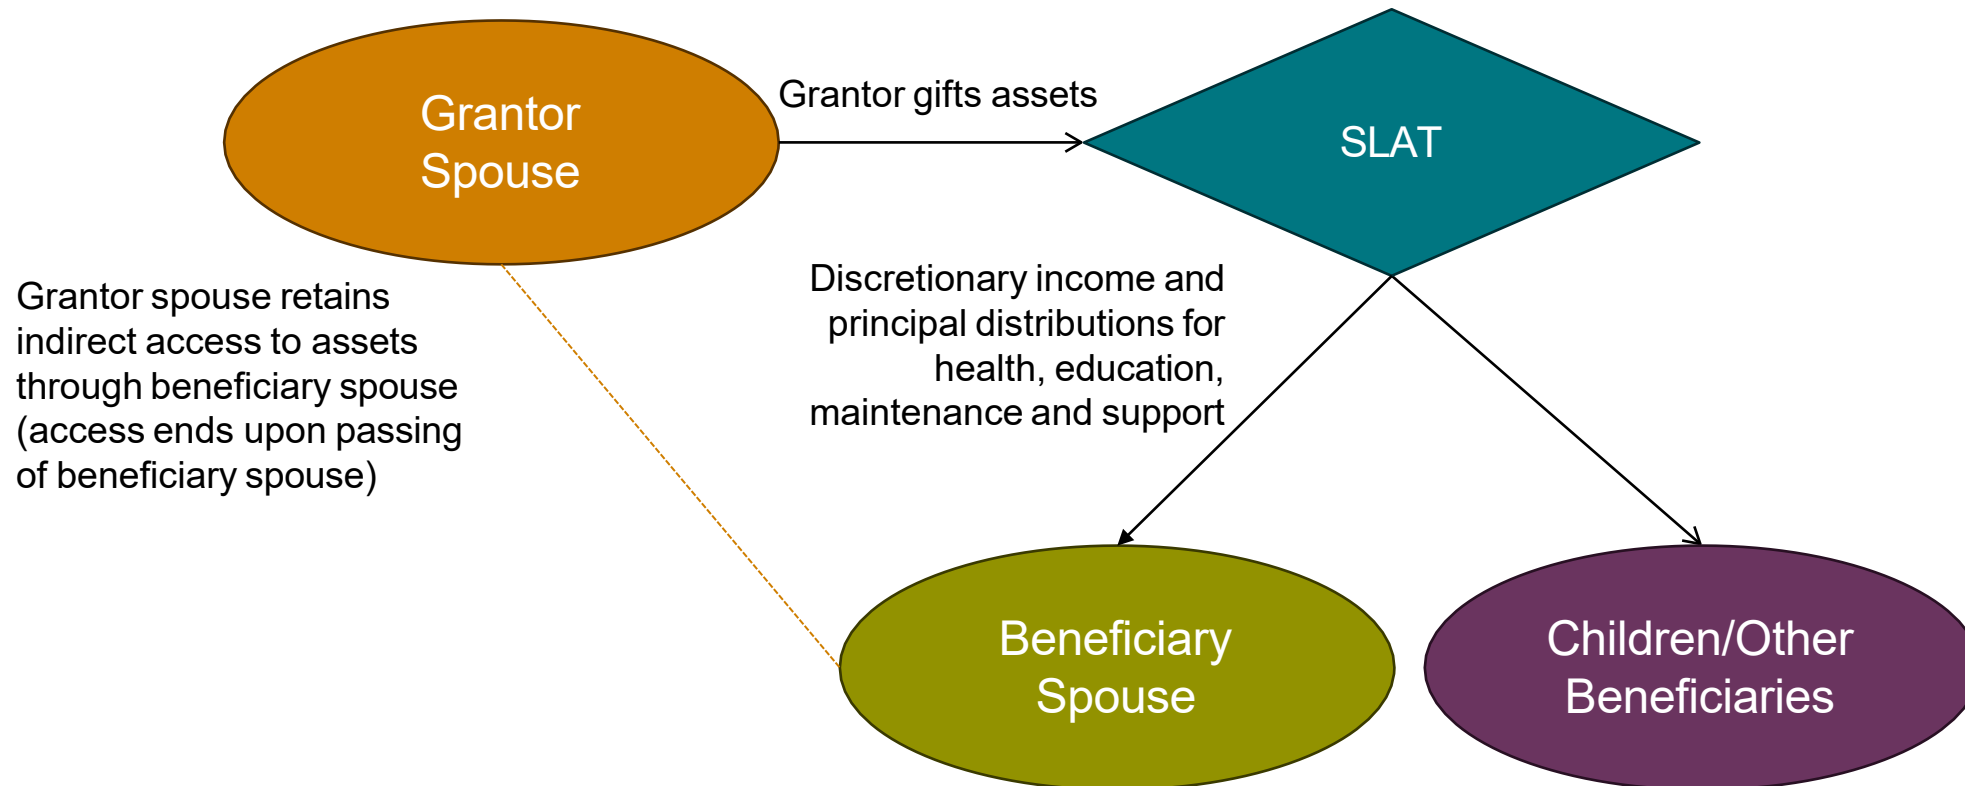 Grantor
Spouse
Grantor gifts assets
SLAT
Grantor spouse retains
indirect access to assets
through beneficiary spouse
(access ends upon passing
of beneficiary spouse)
Discretionary income and
principal distributions for
health, education,
maintenance and support
Beneficiary
Spouse
Children/Other
Beneficiaries